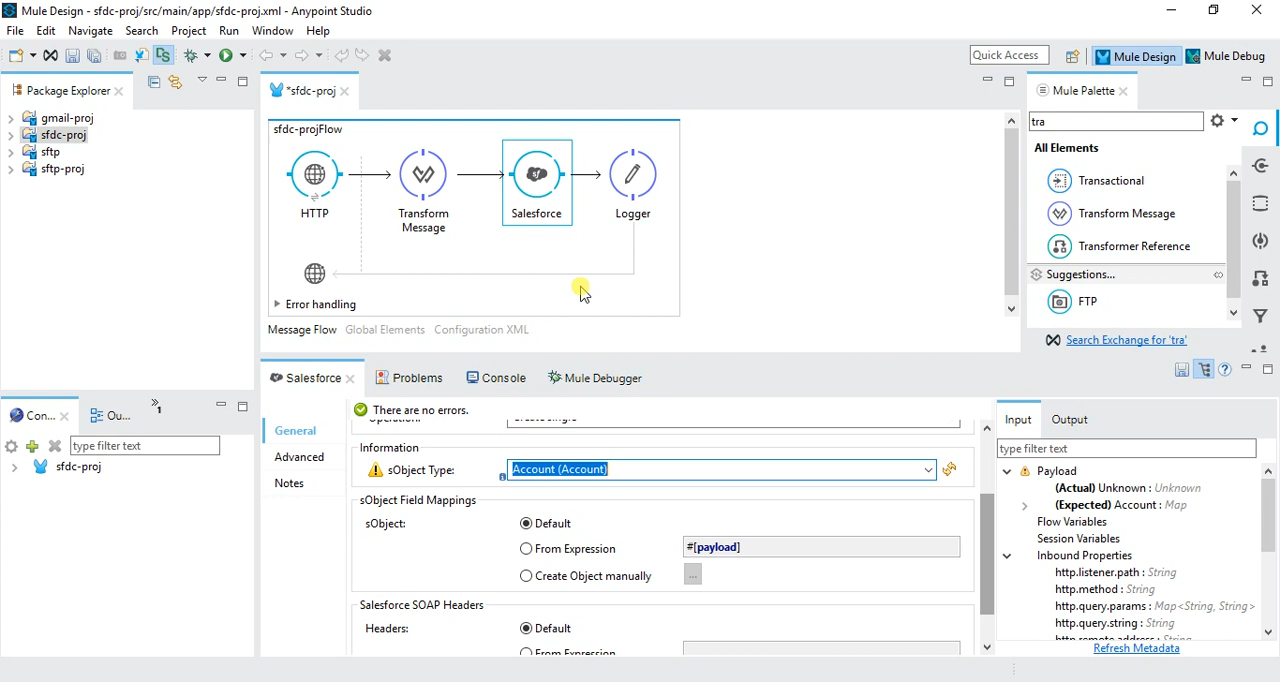 Mule Design - sfdc-proj/src/main/app/sfdc-proj.xml - Anypoint Studio
File Edit Navigate Search Project Run Window Help
Quick Access Mule Design Mule Debug
Package Explorer
gmail-proj
sfdc-proj
sftp
sftp-proj
*sfdc-proj
sfdc-projFlow
HTTP
Transform
Message
Salesforce
Logger
Error handling
Message Flow Global Elements Configuration XML
Mule Palette
tra
All Elements
Transactional
Transform Message
Transformer Reference
Suggestions...
FTP
Search Exchange for 'tra'
Con... Ou... 1
type filter text
sfdc-proj
Salesforce Problems Console Mule Debugger
General
Advanced
Notes
There are no errors.
Information
sObject Type: Account (Account)
sObject Field Mappings
sObject: Default
From Expression #[payload]
Create Object manually ...
Salesforce SOAP Headers
Headers: Default
From Expression
Input Output
type filter text
Payload
(Actual) Unknown : Unknown
(Expected) Account : Map
Flow Variables
Session Variables
Inbound Properties
http.listener.path : String
http.method : String
http.query.params : Map<String, String>
http.query.string : String
http.remote.address : String
Refresh Metadata